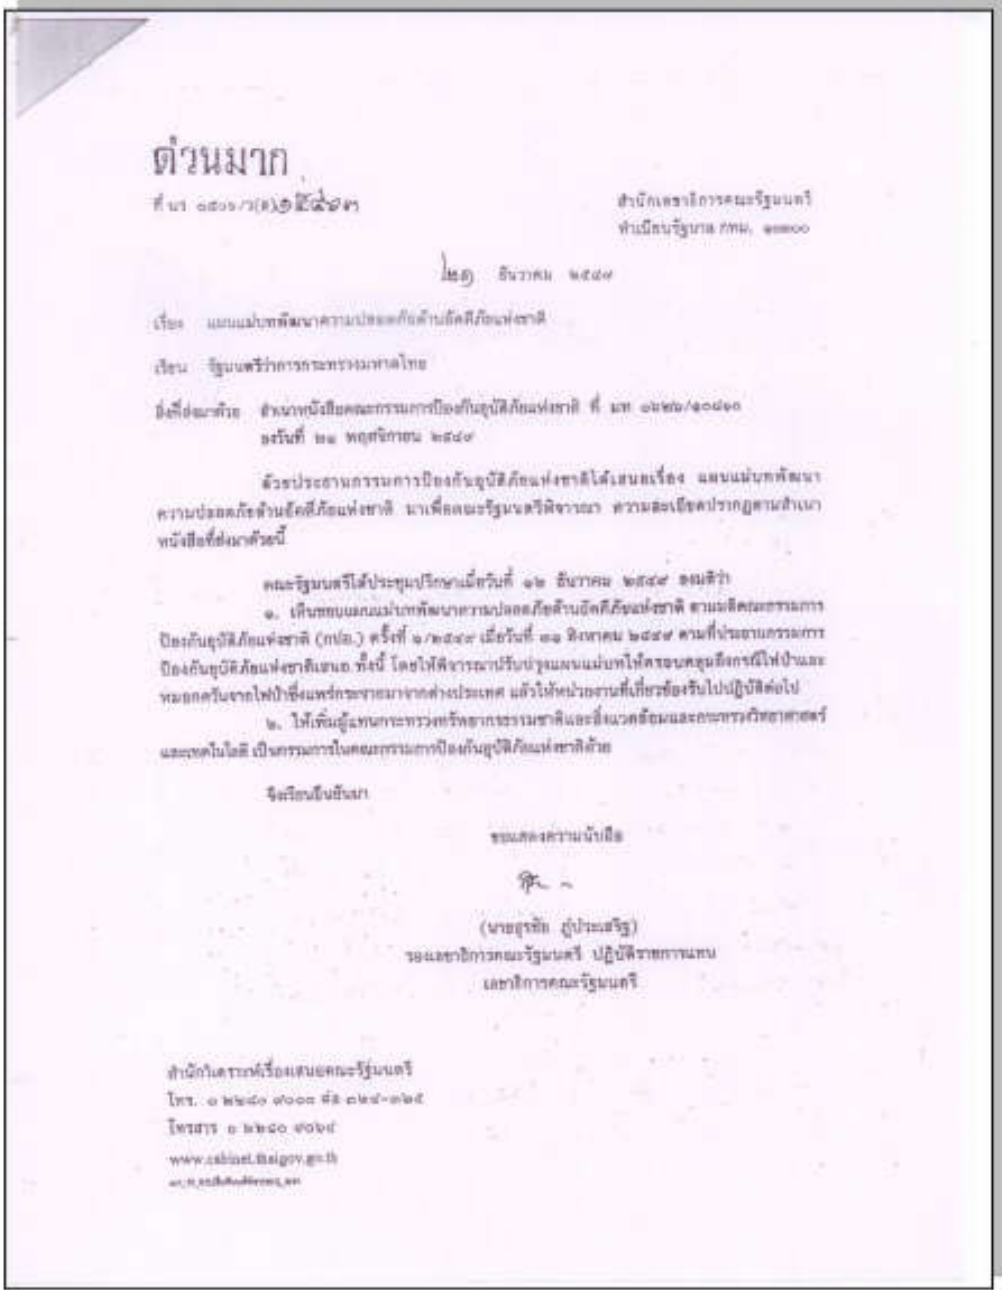 ด่วนมาก
ที่ นร ๐๕๐๖/ว(ล)
สำนักเลขาธิการคณะรัฐมนตรี
ทำเนียบรัฐบาล กทม. ๑๐๓๐๐
๒๑ ธันวาคม ๒๕๔๙
เรื่อง แผนแม่บทพัฒนาความปลอดภัยด้านอัคคีภัยแห่งชาติ
เรียน รัฐมนตรีว่าการกระทรวงมหาดไทย
สิ่งที่ส่งมาด้วย สำเนาหนังสือคณะกรรมการป้องกันอุบัติภัยแห่งชาติ ที่ มท
ลงวันที่ ๒๑ พฤศจิกายน ๒๕๔๙
ด้วยประธานกรรมการป้องกันอุบัติภัยแห่งชาติได้เสนอเรื่อง แผนแม่บทพัฒนา
ความปลอดภัยด้านอัคคีภัยแห่งชาติ มาเพื่อคณะรัฐมนตรีพิจารณา ความละเอียดปรากฏตามสำเนา
หนังสือที่ส่งมาด้วยนี้
คณะรัฐมนตรีได้ประชุมปรึกษาเมื่อวันที่ ๑๒ ธันวาคม ๒๕๔๙ ลงมติว่า
๑. เห็นชอบแผนแม่บทพัฒนาความปลอดภัยด้านอัคคีภัยแห่งชาติ ตามมติคณะกรรมการ
ป้องกันอุบัติภัยแห่งชาติ (กปอ.) ครั้งที่ ๑/๒๕๔๙ เมื่อวันที่ ๓๑ สิงหาคม ๒๕๔๙ ตามที่ประธานกรรมการ
ป้องกันอุบัติภัยแห่งชาติเสนอ ทั้งนี้ โดยให้พิจารณาปรับปรุงแผนแม่บทให้ครอบคลุมถึงกรณีไฟป่าและ
หมอกควันจากไฟป่าซึ่งแพร่กระจายมาจากต่างประเทศ แล้วให้หน่วยงานที่เกี่ยวข้องรับไปปฏิบัติต่อไป
๒. ให้เพิ่มผู้แทนกระทรวงทรัพยากรธรรมชาติและสิ่งแวดล้อมและกระทรวงวิทยาศาสตร์
และเทคโนโลยี เป็นกรรมการในคณะกรรมการป้องกันอุบัติภัยแห่งชาติด้วย
จึงเรียนยืนยันมา
ขอแสดงความนับถือ
(นายสุรชัย ภู่ประเสริฐ)
รองเลขาธิการคณะรัฐมนตรี ปฏิบัติราชการแทน
เลขาธิการคณะรัฐมนตรี
สำนักวิเคราะห์เรื่องเสนอคณะรัฐมนตรี
โทร. ๐ ๒๒๘๐ ๙๐๐๐ ต่อ ๓๒๔-๓๒๕
โทรสาร ๐ ๒๒๘๐ ๙๐๖๔
www.cabinet.thaigov.go.th